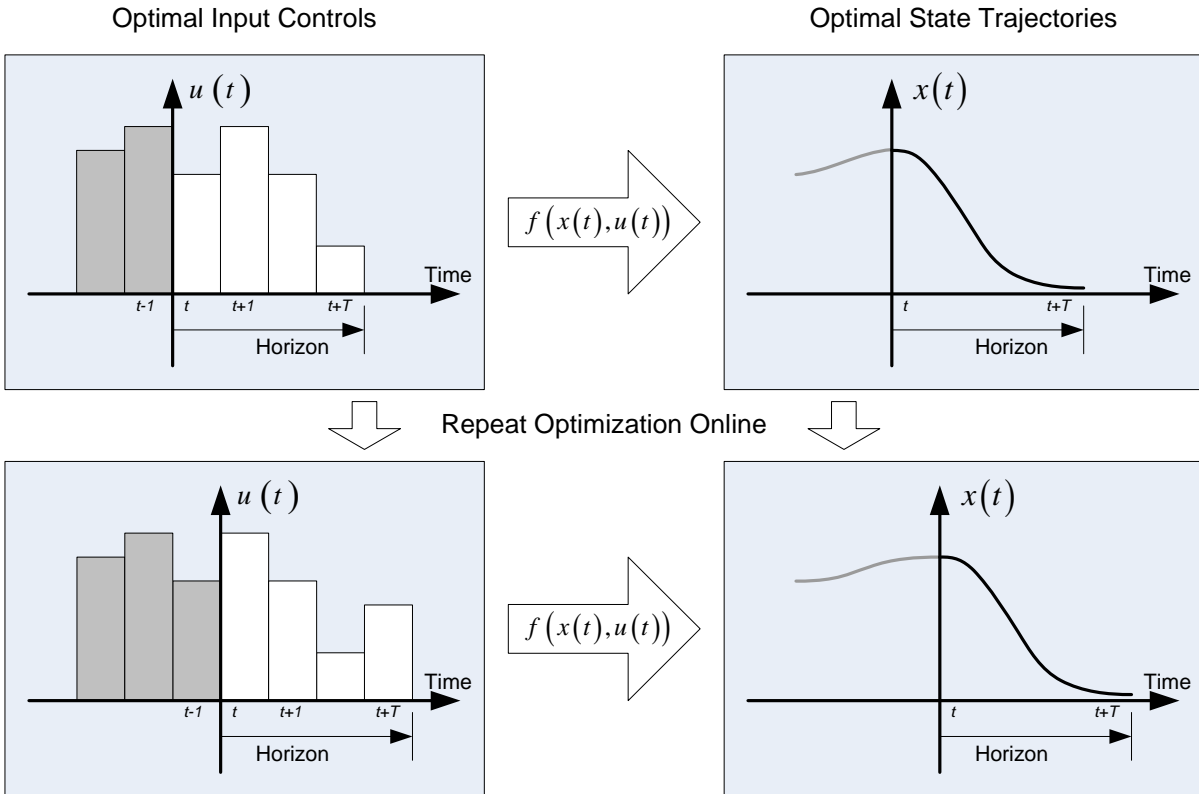 Optimal Input Controls
Optimal State Trajectories
u (t)
Time
t-1 t t+1 t+T
Horizon
f(x(t),u(t))
x(t)
Time
t t+T
Horizon
Repeat Optimization Online
u (t)
Time
t-1 t t+1 t+T
Horizon
f(x(t),u(t))
x(t)
Time
t t+T
Horizon